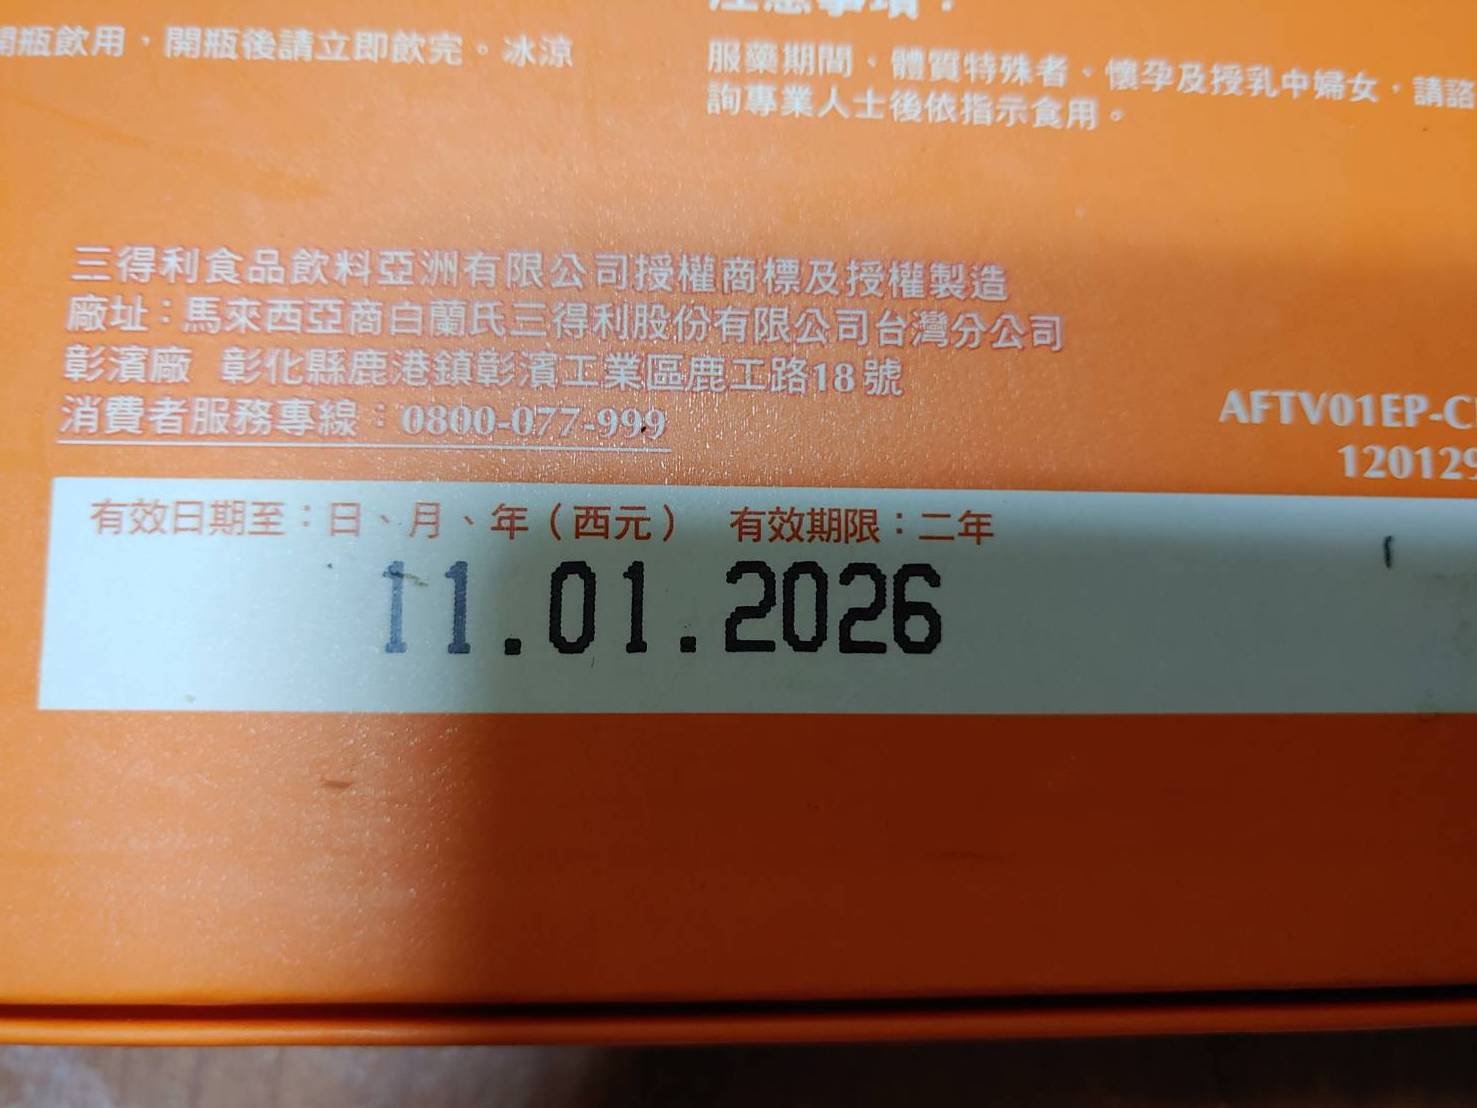 注意事項：
開瓶飲用，開瓶後請立即飲完。冰涼
服藥期間、體質特殊者、懷孕及授乳中婦女，請諮
詢專業人士後依指示食用。
三得利食品飲料亞洲有限公司授權商標及授權製造
廠址：馬來西亞商白蘭氏三得利股份有限公司台灣分公司
彰濱廠 彰化縣鹿港鎮彰濱工業區鹿工路18號
消費者服務專線：0800-077-999
AFTV01EP-C
120129
有效日期至：日、月、年（西元） 有效期限：二年
11.01.2026